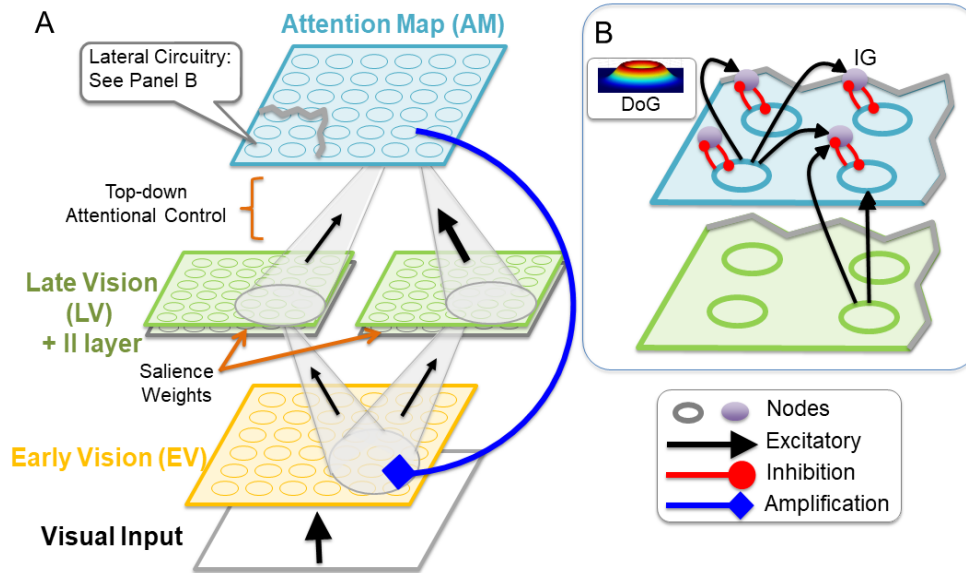 A
Attention Map (AM)
Lateral Circuitry:
See Panel B
Top-down
Attentional Control
Late Vision
(LV)
+ II layer
Salience
Weights
Early Vision (EV)
Visual Input
B
IG
DoG
Nodes
Excitatory
Inhibition
Amplification